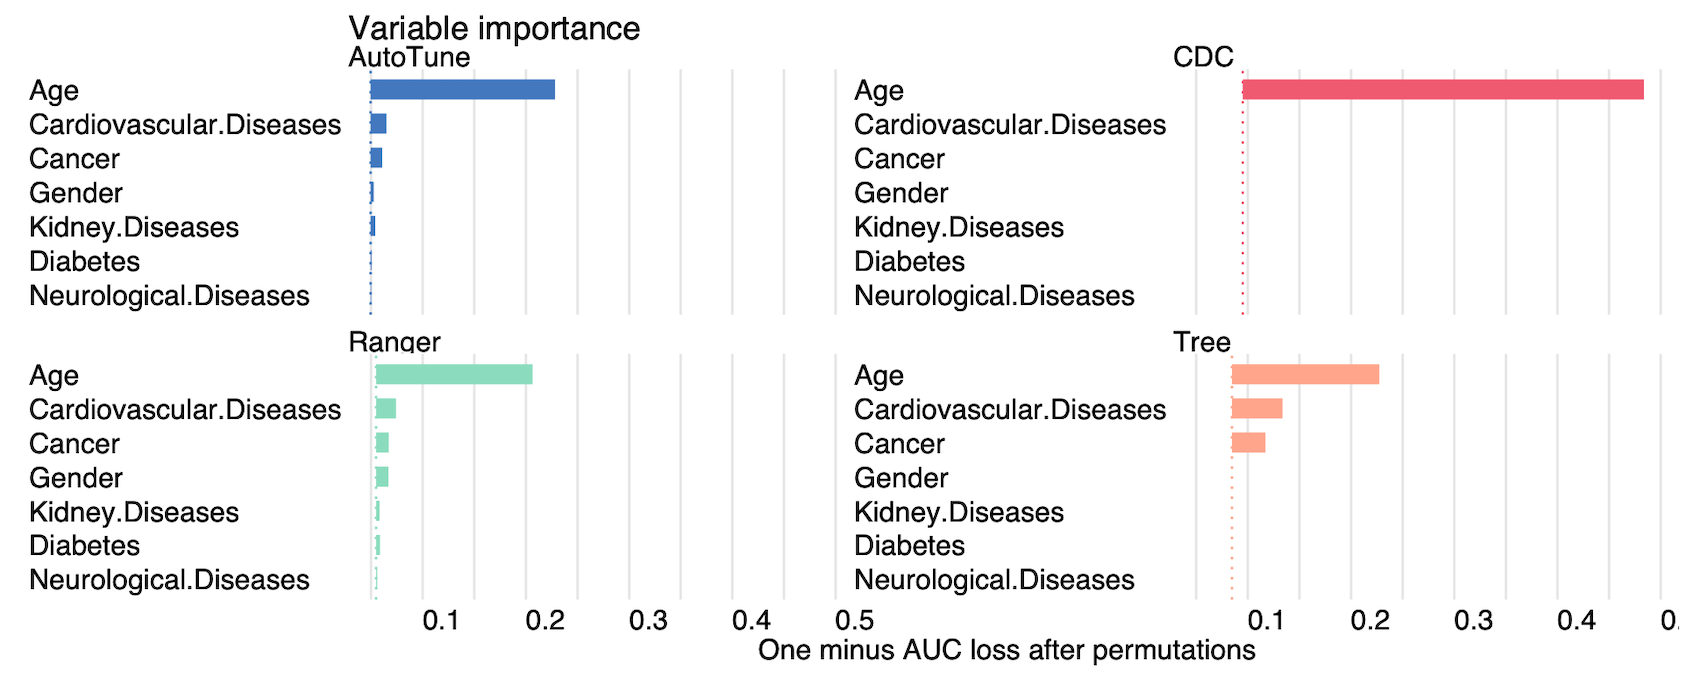 Variable importance
AutoTune
Age
Cardiovascular.Diseases
Cancer
Gender
Kidney.Diseases
Diabetes
Neurological.Diseases
CDC
Age
Cardiovascular.Diseases
Cancer
Gender
Kidney.Diseases
Diabetes
Neurological.Diseases
Ranger
Age
Cardiovascular.Diseases
Cancer
Gender
Kidney.Diseases
Diabetes
Neurological.Diseases
0.1 0.2 0.3 0.4 0.5
Tree
Age
Cardiovascular.Diseases
Cancer
Gender
Kidney.Diseases
Diabetes
Neurological.Diseases
0.1 0.2 0.3 0.4 0.
One minus AUC loss after permutations